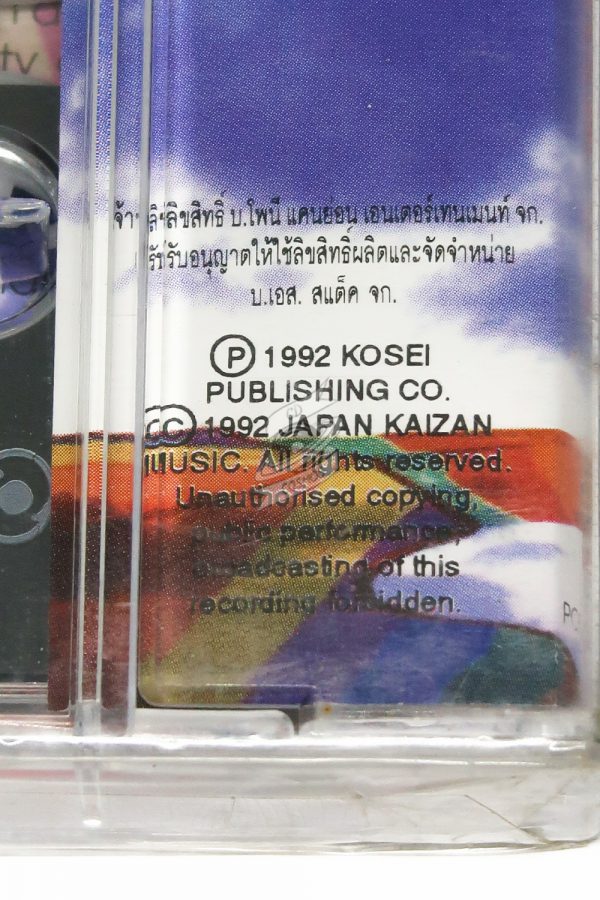 tv
ลิขสิทธิ์ บ.โพนี่ แคนย่อน เอนเตอร์เทนเมนท์ จก.
รับอนุญาตให้ใช้ลิขสิทธิ์ผลิตและจัดจำหน่าย
บ.เอส. สแต็ค จก.
Ⓟ 1992 KOSEI
PUBLISHING CO.
© 1992 JAPAN KAIZAN
MUSIC. All rights reserved.
Unauthorised copying,
public performance,
broadcasting of this
recording forbidden.